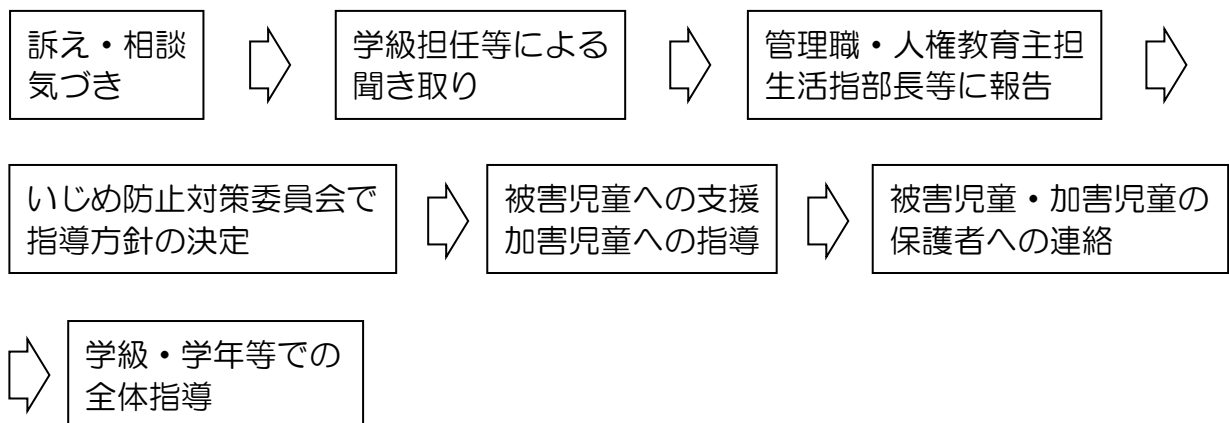 訴え・相談
気づき
学級担任等による
聞き取り
管理職・人権教育主担
生活指部長等に報告
いじめ防止対策委員会で
指導方針の決定
被害児童への支援
加害児童への指導
被害児童・加害児童の
保護者への連絡
学級・学年等での
全体指導